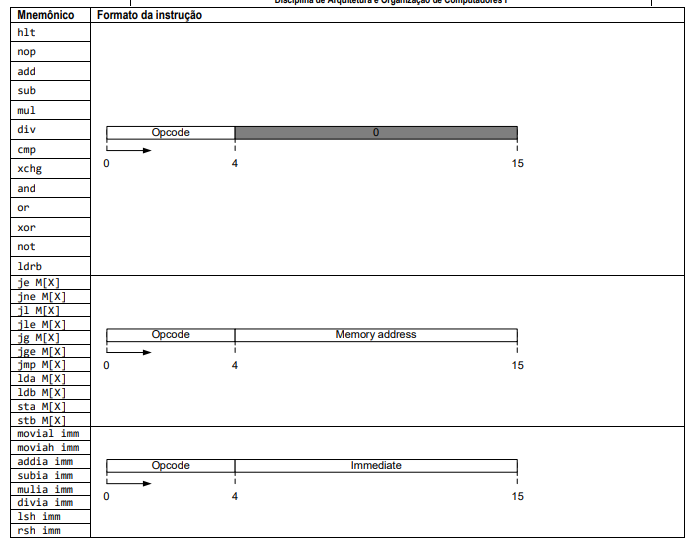 Disciplina de Arquitetura e Organização de Computadores I
Mnemônico Formato da instrução
hlt
nop
add
sub
mul
div
cmp
xchg
and
or
xor
not
ldrb
Opcode 0
0 4 15
je M[X]
jne M[X]
jl M[X]
jle M[X]
jg M[X]
jge M[X]
jmp M[X]
lda M[X]
ldb M[X]
sta M[X]
stb M[X]
Opcode Memory address
0 4 15
movial imm
moviah imm
addia imm
subia imm
mulia imm
divia imm
lsh imm
rsh imm
Opcode Immediate
0 4 15